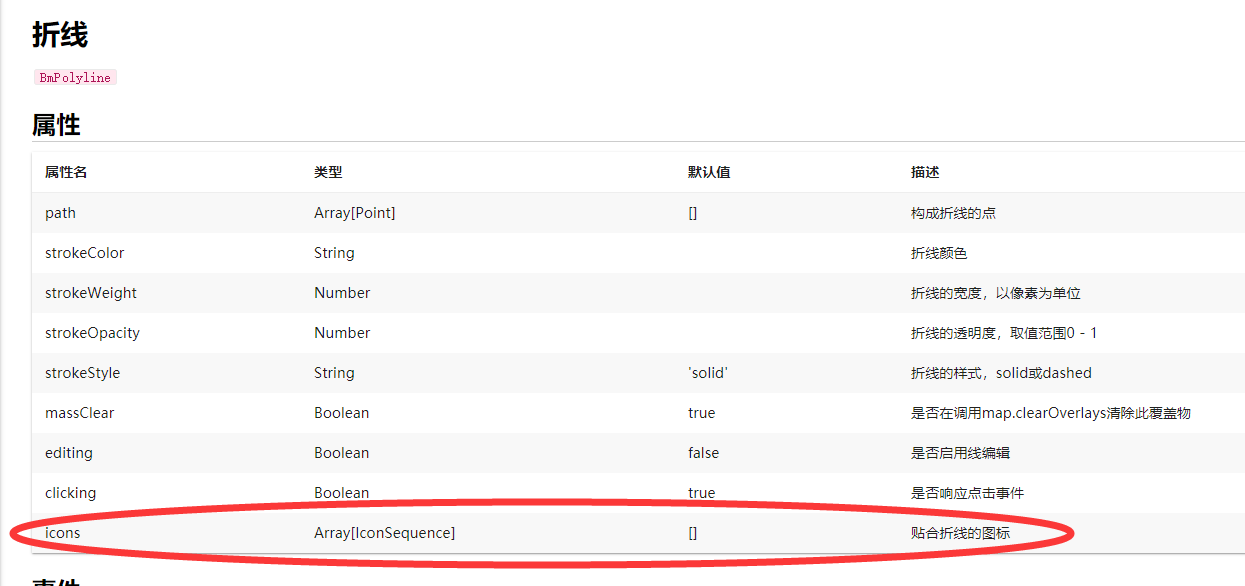 折线
BmPolyline
属性
属性名 类型 默认值 描述
path Array[Point] [] 构成折线的点
strokeColor String 折线颜色
strokeWeight Number 折线的宽度，以像素为单位
strokeOpacity Number 折线的透明度，取值范围0 - 1
strokeStyle String 'solid' 折线的样式，solid或dashed
massClear Boolean true 是否在调用map.clearOverlays清除此覆盖物
editing Boolean false 是否启用线编辑
clicking Boolean true 是否响应点击事件
icons Array[IconSequence] [] 贴合折线的图标